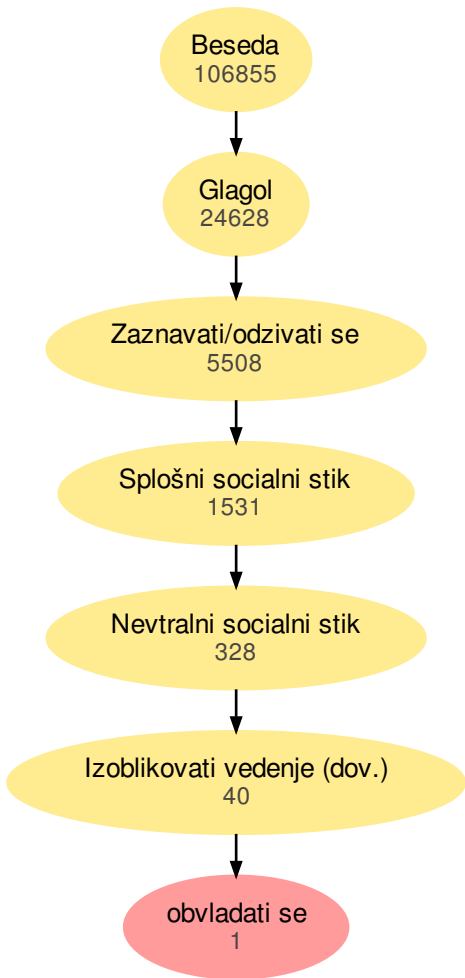 Beseda
106855
Glagol
24628
Zaznavati/odzivati se
5508
Splošni socialni stik
1531
Nevtralni socialni stik
328
Izoblikovati vedenje (dov.)
40
obvladati se
1